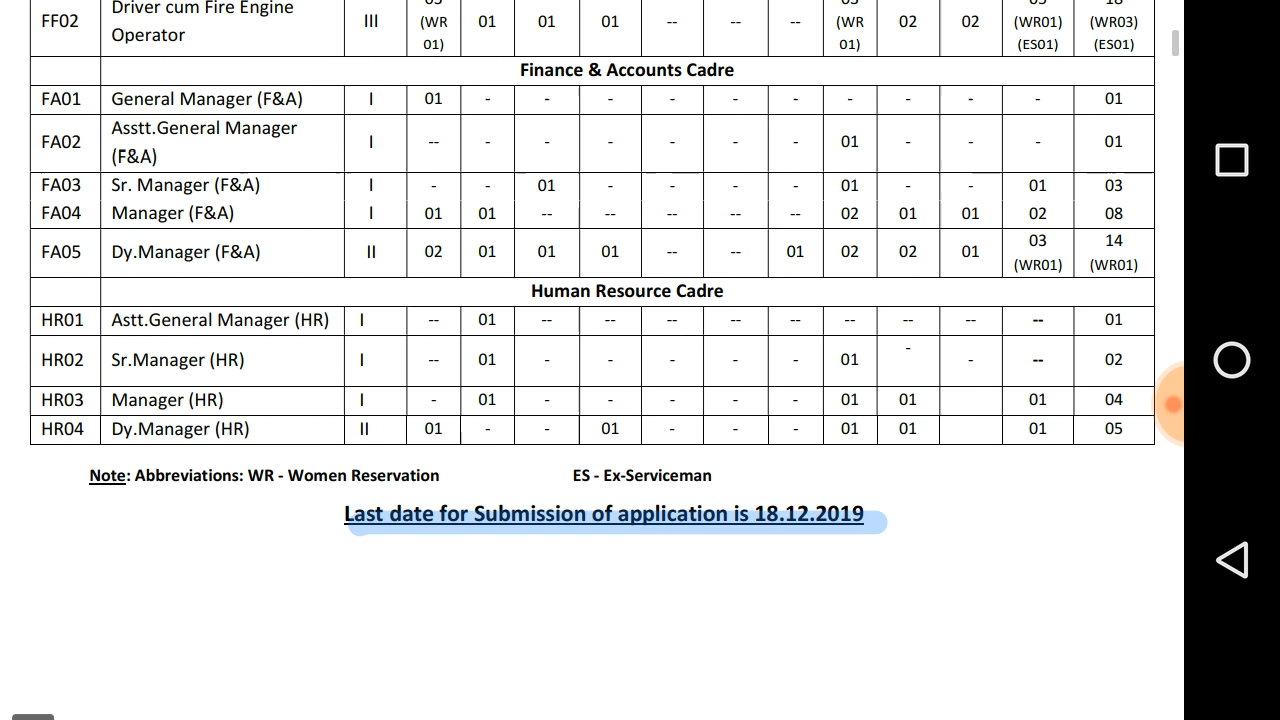 Driver cum Fire Engine
FF02 Operator III (WR 01) 01 01 01 -- -- -- (WR 01) 02 02 (WR01) (ES01) (WR03) (ES01)
Finance & Accounts Cadre
FA01 General Manager (F&A) I 01 - - - - - - - - - - 01
FA02 Asstt.General Manager (F&A) I -- - - - - - - 01 - - - 01
FA03 Sr. Manager (F&A) I - - 01 - - - - 01 - - 01 03
FA04 Manager (F&A) I 01 01 -- -- -- -- -- 02 01 01 02 08
FA05 Dy.Manager (F&A) II 02 01 01 01 -- -- 01 02 02 01 03 (WR01) 14 (WR01)
Human Resource Cadre
HR01 Astt.General Manager (HR) I -- 01 -- -- -- -- -- -- -- -- -- 01
HR02 Sr.Manager (HR) I -- 01 - - - - - 01 - - -- 02
HR03 Manager (HR) I - 01 - - - - - 01 01 01 04
HR04 Dy.Manager (HR) II 01 - - 01 - - - 01 01 01 05
Note: Abbreviations: WR - Women Reservation ES - Ex-Serviceman
Last date for Submission of application is 18.12.2019